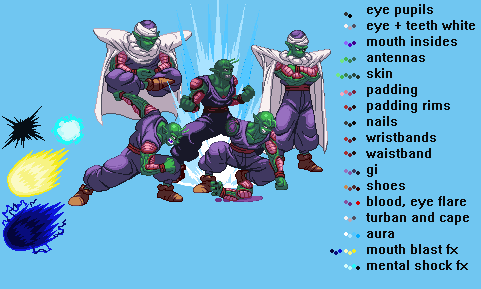 eye pupils
eye + teeth white
mouth insides
antennas
skin
padding
padding rims
nails
wristbands
waistband
gi
shoes
blood, eye flare
turban and cape
aura
mouth blast fx
mental shock fx